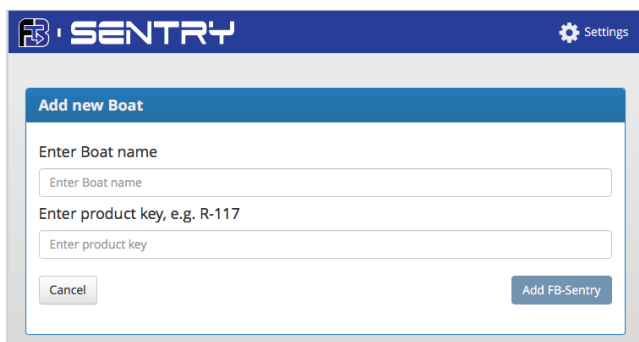 FB SENTRY Settings
Add new Boat
Enter Boat name
Enter Boat name
Enter product key, e.g. R-117
Enter product key
Cancel Add FB-Sentry